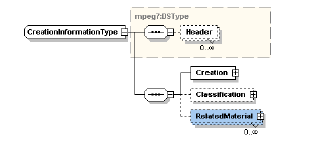 mpeg7:DSType
CreationInformationType
Header
0..∞
Creation
Classification
RelatedMaterial
0..∞